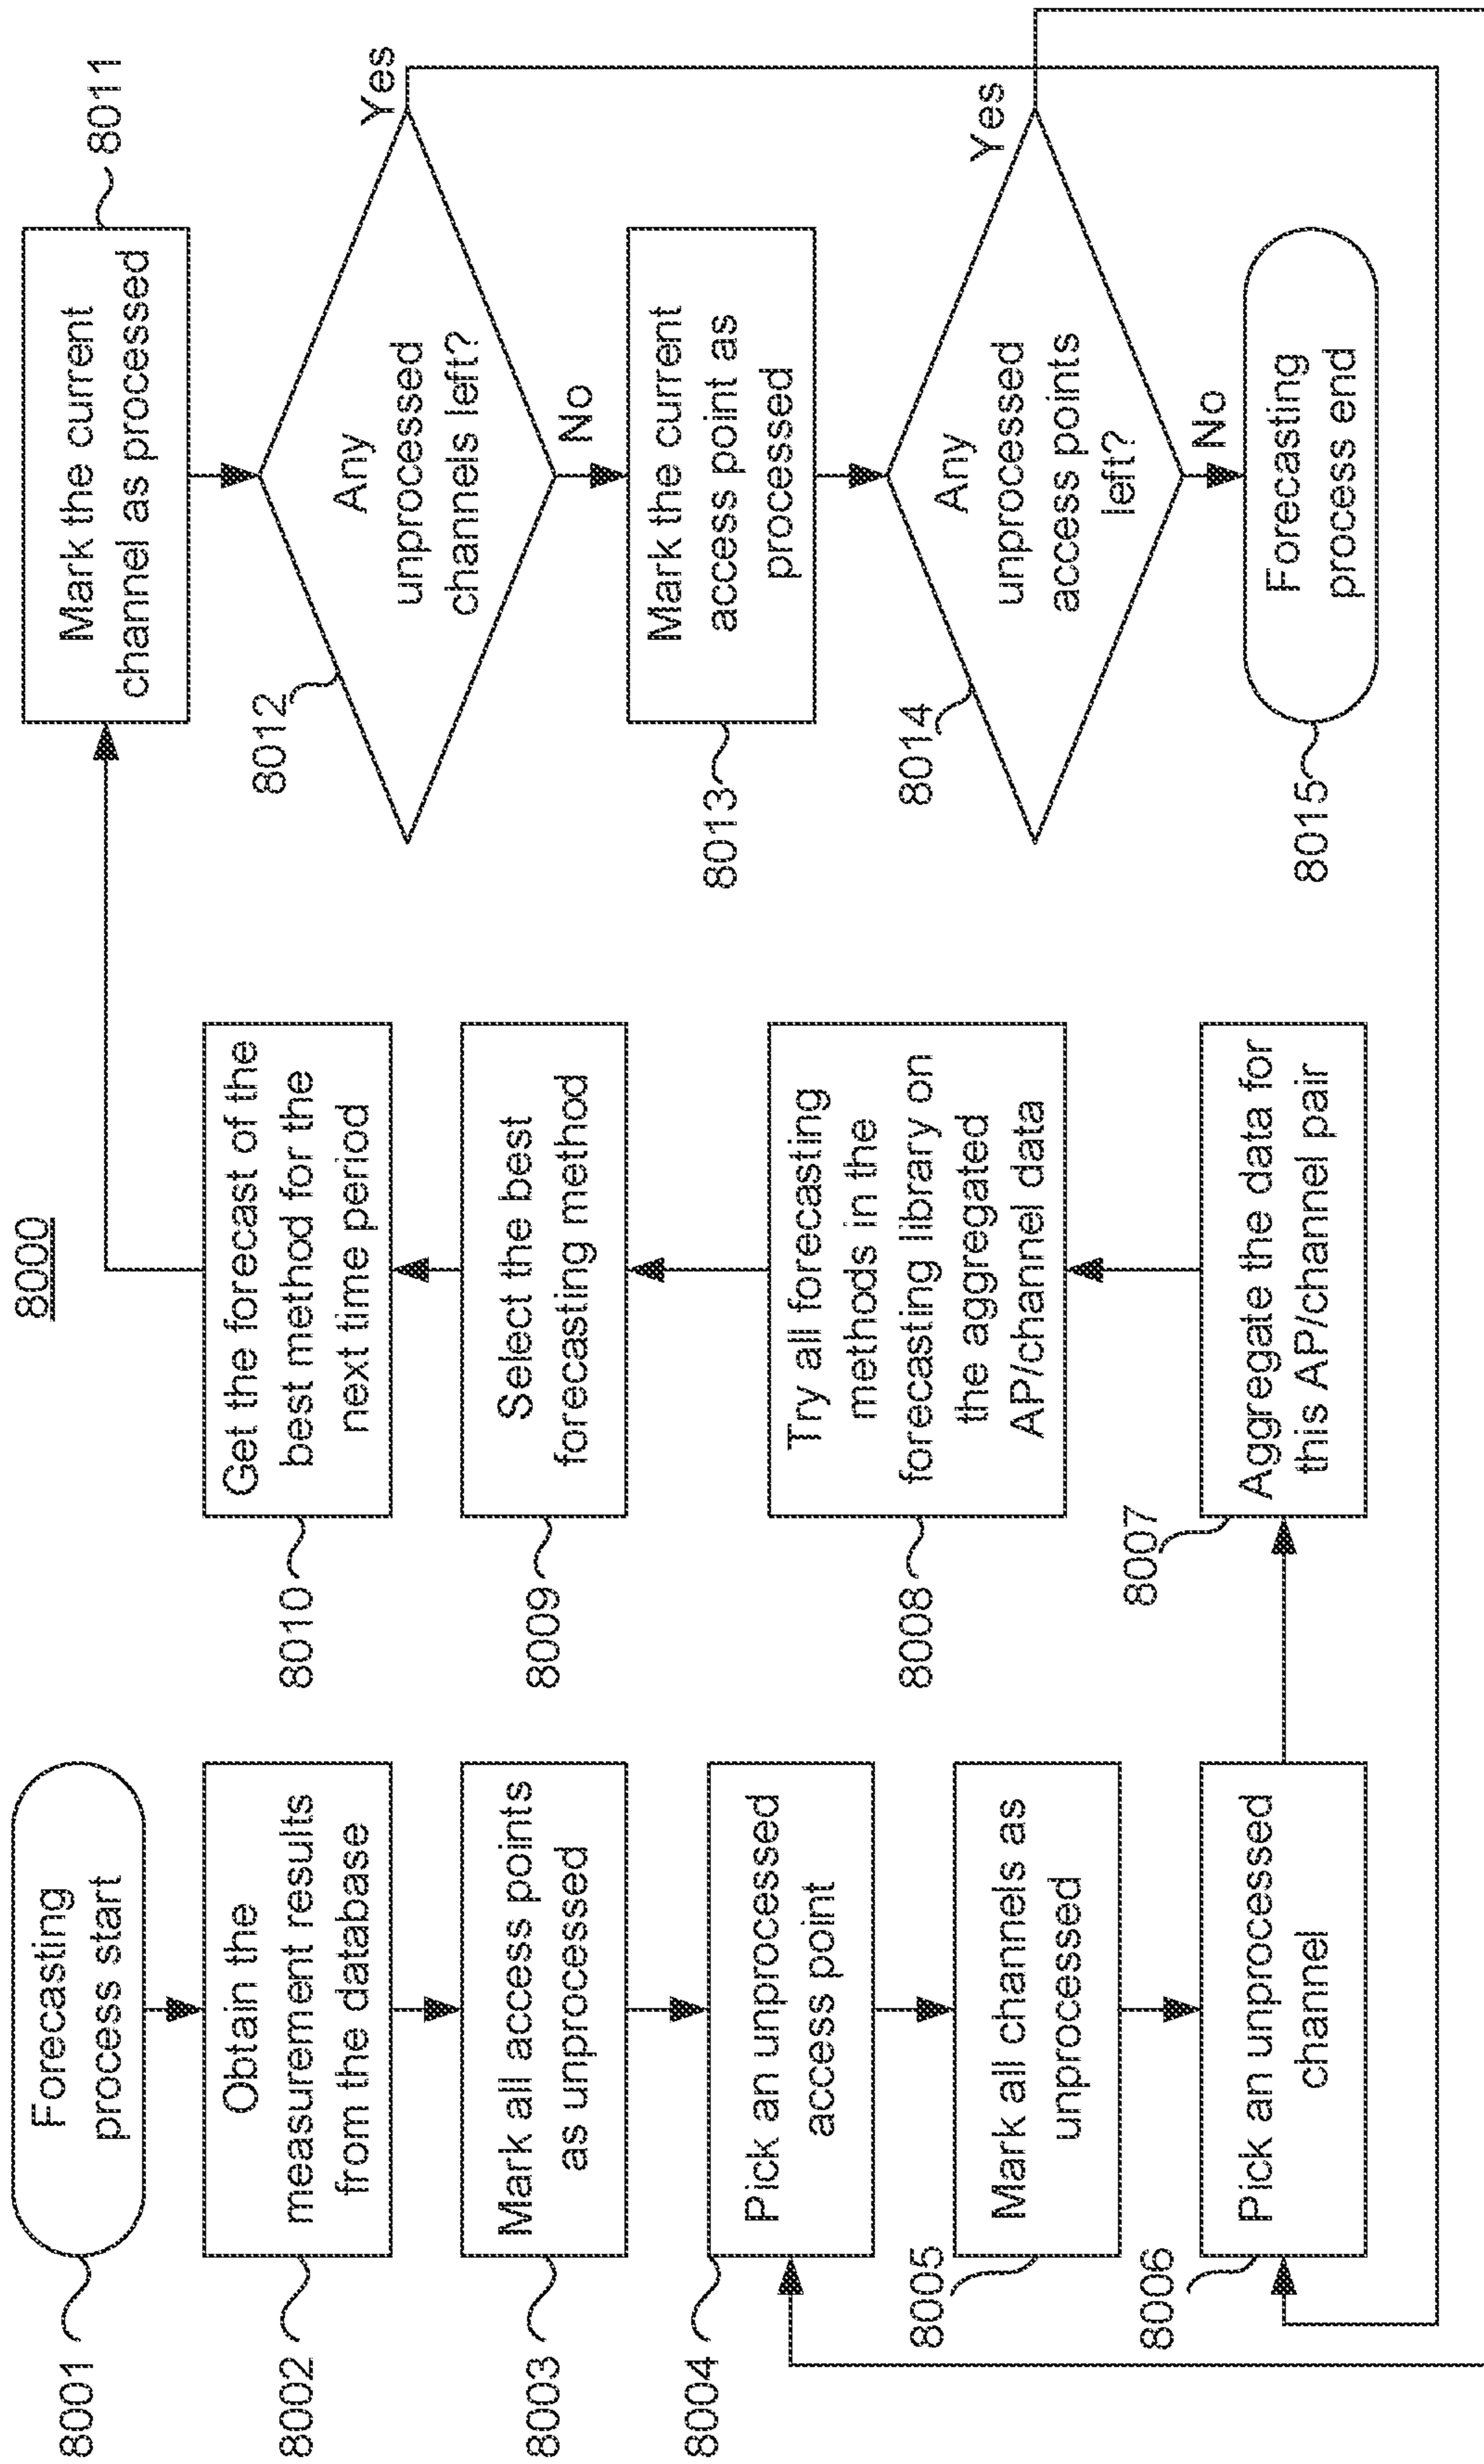 8000
8001
Forecasting
process start
8002
Obtain the
measurement results
from the database
8003
Mark all access points
as unprocessed
8004
Pick an unprocessed
access point
8005
Mark all channels as
unprocessed
8006
Pick an unprocessed
channel
8007
Aggregate the data for
this AP/channel pair
8008
Try all forecasting
methods in the
forecasting library on
the aggregated
AP/channel data
8009
Select the best
forecasting method
8010
Get the forecast of the
best method for the
next time period
8011
Mark the current
channel as processed
8012
Any
unprocessed
channels left?
Yes
No
8013
Mark the current
access point as
processed
8014
Any
unprocessed
access points
left?
Yes
No
8015
Forecasting
process end